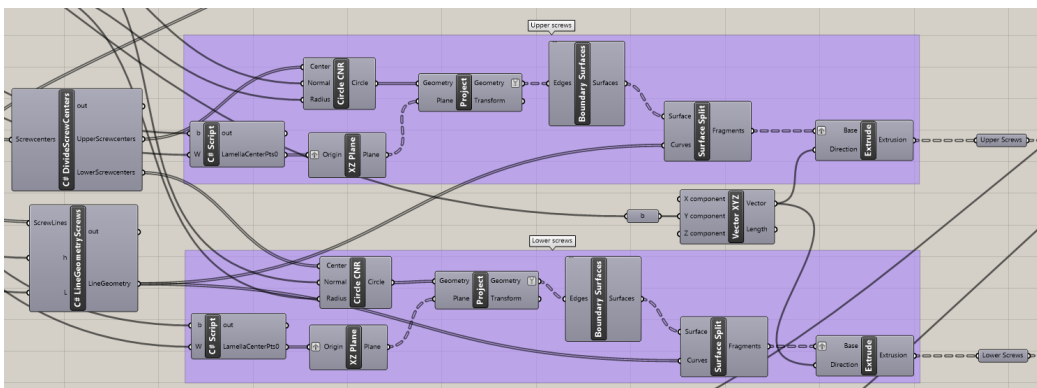 Upper screws
Center
Normal
Radius
Circle CNR
Circle
Geometry
Plane
Project
Geometry
Transform
Edges
Boundary Surfaces
Surfaces
Screwcenters
C# DivideScrewCenters
out
UpperScrewcenters
LowerScrewcenters
b
W
C# Script
out
LamellaCenterPts0
Origin
XZ Plane
Plane
Surface
Curves
Surface Split
Fragments
Base
Direction
Extrude
Extrusion
Upper Screws
ScrewLines
h
L
C# LineGeometryScrews
out
LineGeometry
b
X component
Y component
Z component
Vector XYZ
Vector
Length
Lower screws
Center
Normal
Radius
Circle CNR
Circle
Geometry
Plane
Project
Geometry
Transform
Edges
Boundary Surfaces
Surfaces
b
W
C# Script
out
LamellaCenterPts0
Origin
XZ Plane
Plane
Surface
Curves
Surface Split
Fragments
Base
Direction
Extrude
Extrusion
Lower Screws